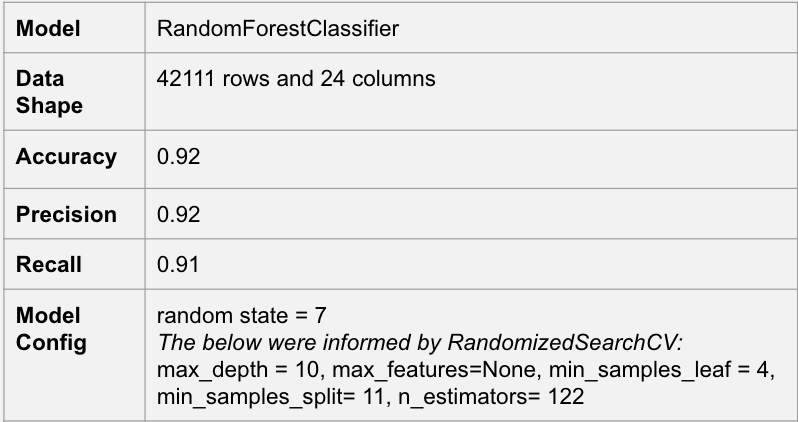 Model RandomForestClassifier
Data Shape 42111 rows and 24 columns
Accuracy 0.92
Precision 0.92
Recall 0.91
Model Config random state = 7
The below were informed by RandomizedSearchCV:
max_depth = 10, max_features=None, min_samples_leaf = 4,
min_samples_split= 11, n_estimators= 122